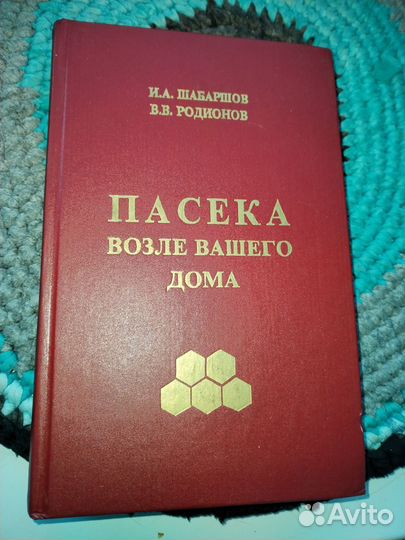 И.А. ШАБАРШОВ
В.В. РОДИОНОВ
ПАСЕКА
ВОЗЛЕ ВАШЕГО
ДОМА
Avito